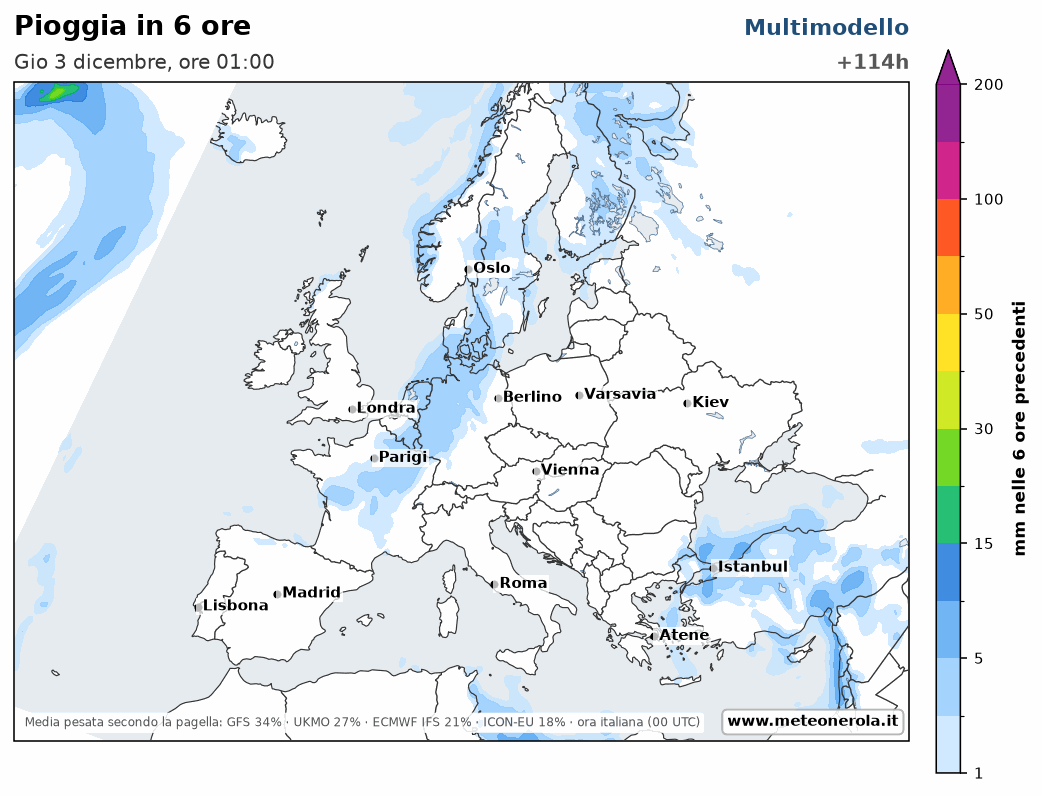 Pioggia in 6 ore
Multimodello
Gio 3 dicembre, ore 01:00
+114h
200
100
50
30
15
5
1
mm nelle 6 ore precedenti
Oslo
Berlino
Varsavia
Kiev
Londra
Parigi
Vienna
Istanbul
Roma
Madrid
Lisbona
Atene
Media pesata secondo la pagella: GFS 34% · UKMO 27% · ECMWF IFS 21% · ICON-EU 18% · ora italiana (00 UTC)
www.meteonerola.it